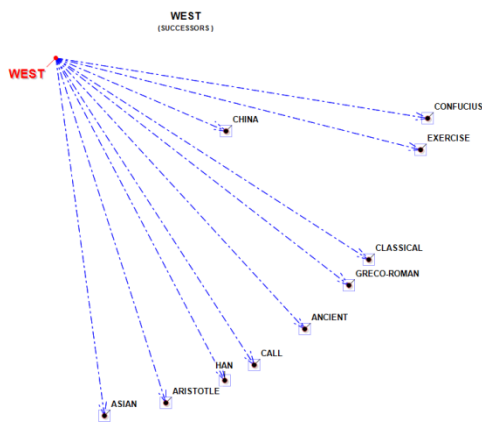 WEST
(SUCCESSORS)
WEST
CONFUCIUS
CHINA
EXERCISE
CLASSICAL
GRECO-ROMAN
ANCIENT
CALL
HAN
ARISTOTLE
ASIAN